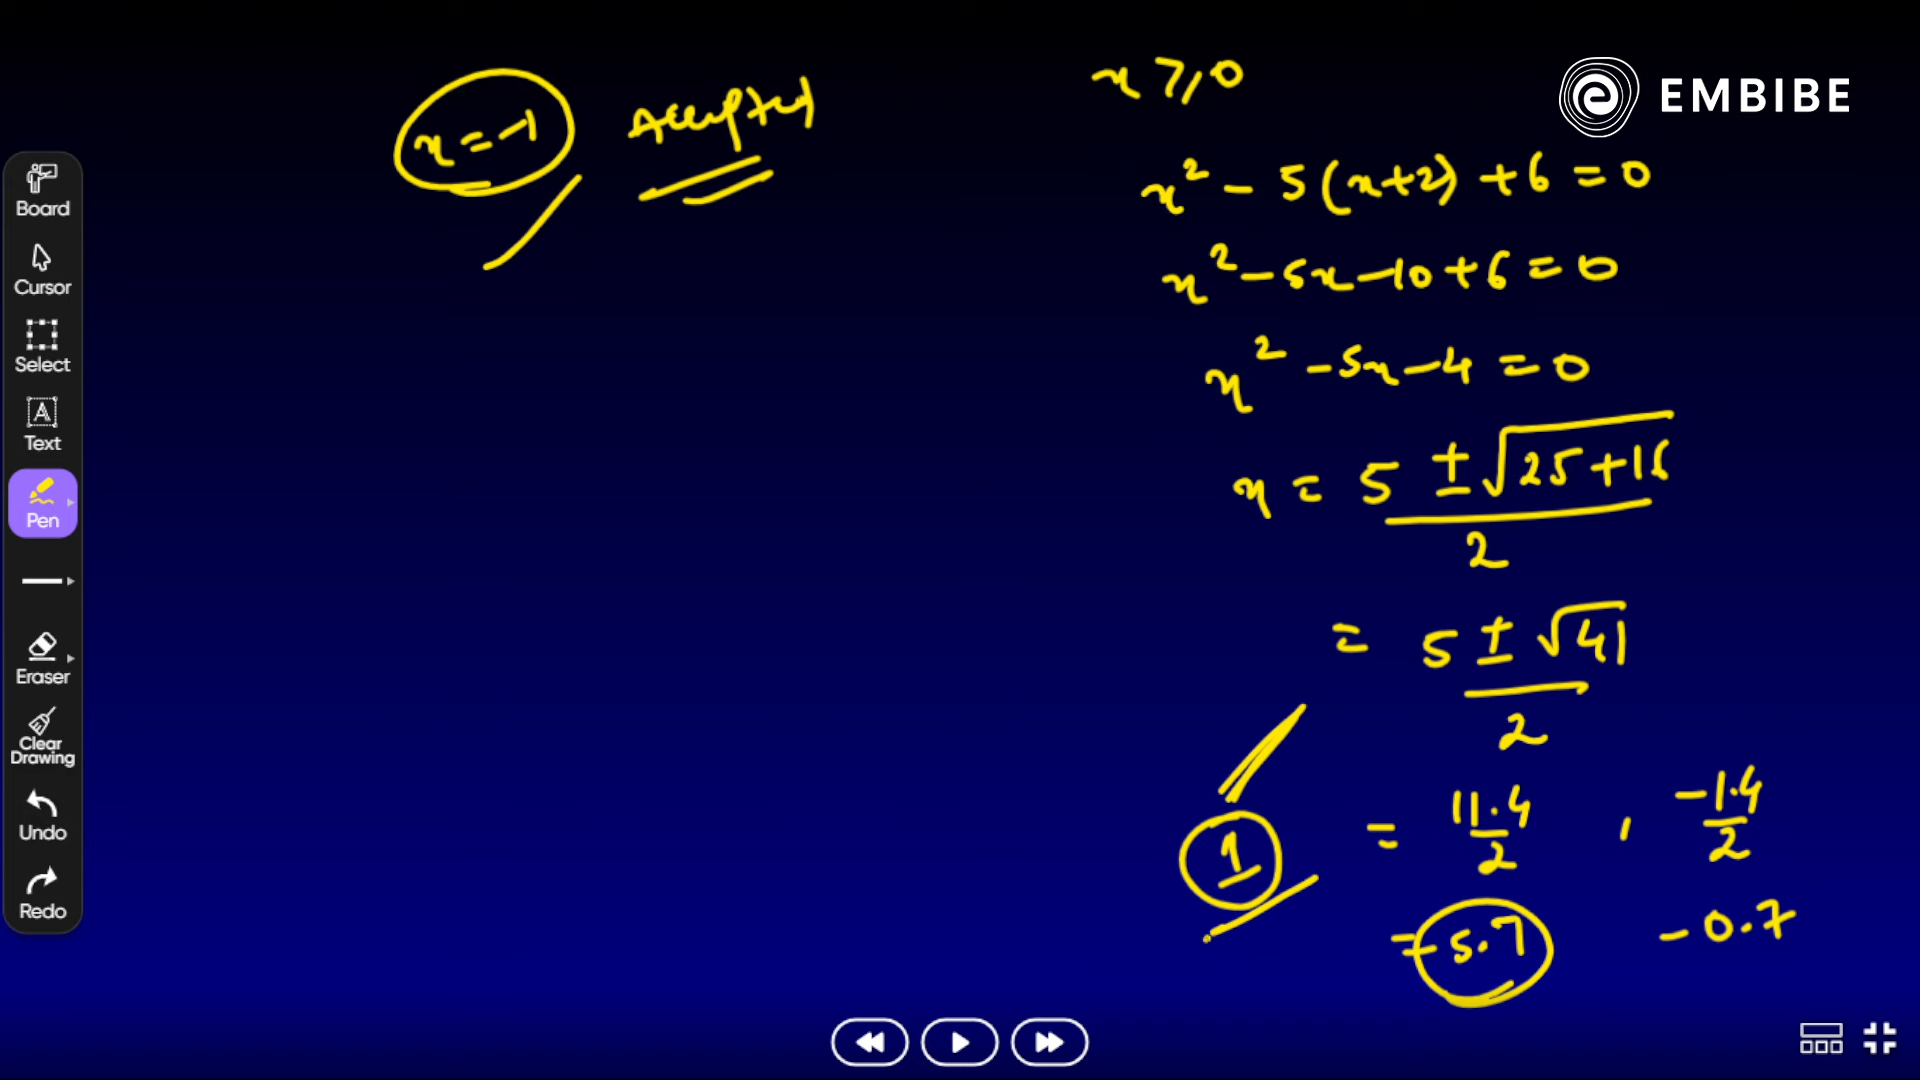 x = -1 Accepted
x ≥ 0
EMBIBE
x² - 5(x+2) + 6 = 0
x² - 5x - 10 + 6 = 0
x² - 5x - 4 = 0
x = 5 ± √25+16 / 2
= 5 ± √41 / 2
1
= 11.4/2 , -1.4/2
= 5.7 -0.7
Board
Cursor
Select
Text
Pen
Eraser
Clear
Drawing
Undo
Redo